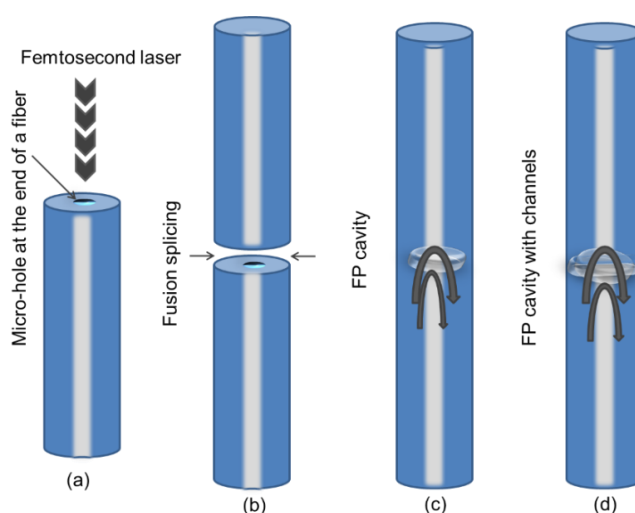 Femtosecond laser
Micro-hole at the end of a fiber
(a)
Fusion splicing
(b)
FP cavity
(c)
FP cavity with channels
(d)